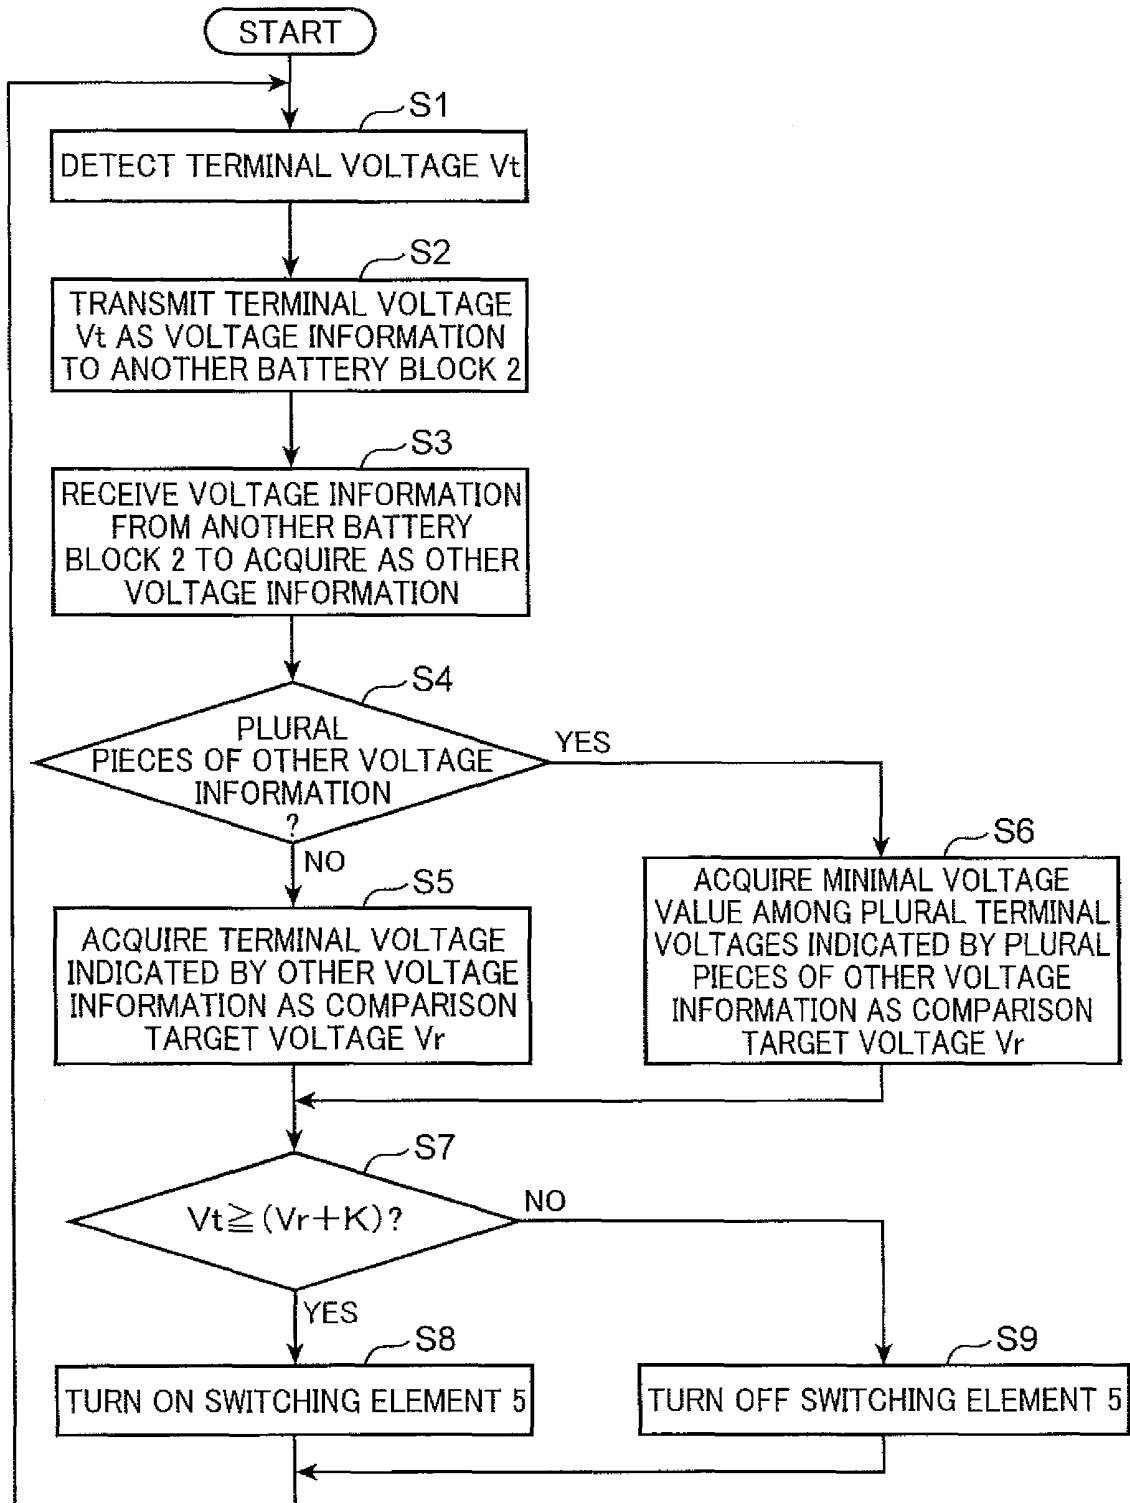 START
S1
DETECT TERMINAL VOLTAGE Vt
S2
TRANSMIT TERMINAL VOLTAGE
Vt AS VOLTAGE INFORMATION
TO ANOTHER BATTERY BLOCK 2
S3
RECEIVE VOLTAGE INFORMATION
FROM ANOTHER BATTERY
BLOCK 2 TO ACQUIRE AS OTHER
VOLTAGE INFORMATION
S4
PLURAL
PIECES OF OTHER VOLTAGE
INFORMATION
?
YES
NO
S5
ACQUIRE TERMINAL VOLTAGE
INDICATED BY OTHER VOLTAGE
INFORMATION AS COMPARISON
TARGET VOLTAGE Vr
S6
ACQUIRE MINIMAL VOLTAGE
VALUE AMONG PLURAL TERMINAL
VOLTAGES INDICATED BY PLURAL
PIECES OF OTHER VOLTAGE
INFORMATION AS COMPARISON
TARGET VOLTAGE Vr
S7
Vt≧(Vr+K)?
NO
YES
S8
TURN ON SWITCHING ELEMENT 5
S9
TURN OFF SWITCHING ELEMENT 5